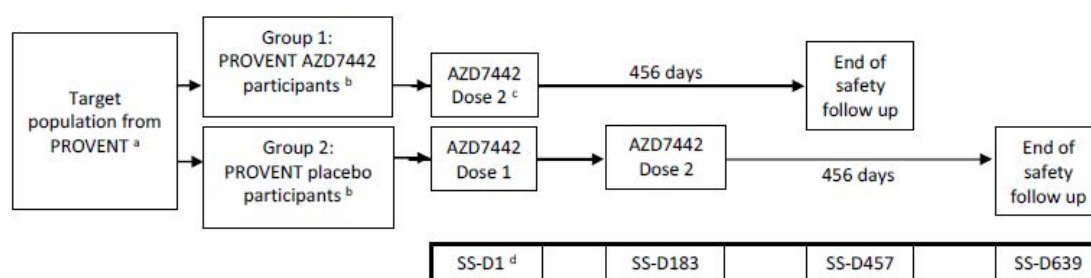 Target
population from
PROVENT a
Group 1:
PROVENT AZD7442
participants b
AZD7442
Dose 2 c
456 days
End of
safety
follow up
Group 2:
PROVENT placebo
participants b
AZD7442
Dose 1
AZD7442
Dose 2
456 days
End of
safety
follow up
SS-D1 d
SS-D183
SS-D457
SS-D639